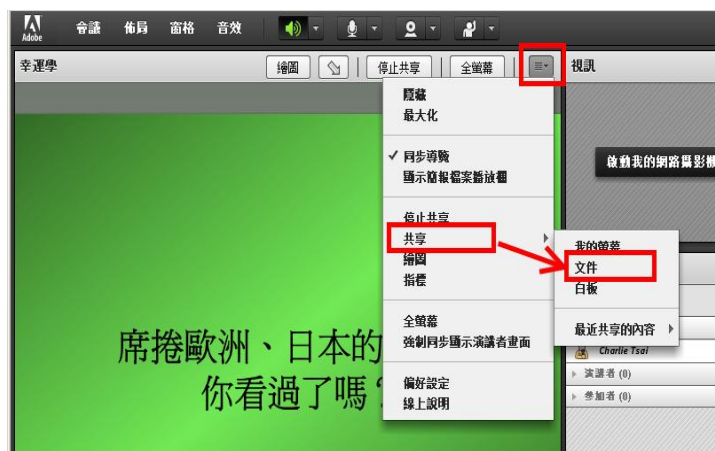 Adobe
會議 佈局 窗格 音效
幸運學
繪圖 停止共享 全螢幕
視訊
隱藏
最大化
同步導覽
顯示簡報檔案播放欄
停止共享
共享
繪圖
指標
全螢幕
強制同步顯示演講者畫面
偏好設定
線上說明
啟動我的網路攝影機
我的螢幕
文件
白板
最近共享的內容
Charlie Tsai
演講者 (0)
參加者 (0)
席捲歐洲、日本的
你看過了嗎?